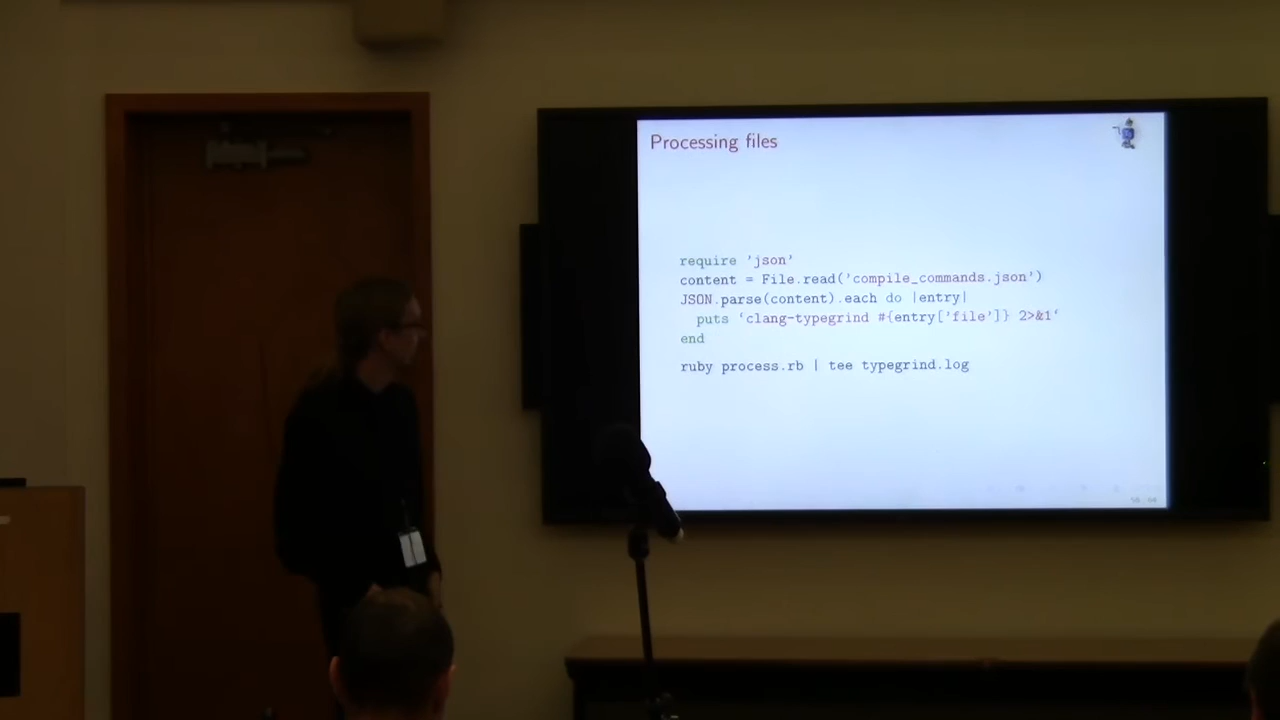 Processing files
require 'json'
content = File.read('compile_commands.json')
JSON.parse(content).each do |entry|
puts ‘clang-typegrind #{entry['file']} 2>&1‘
end
ruby process.rb | tee typegrind.log